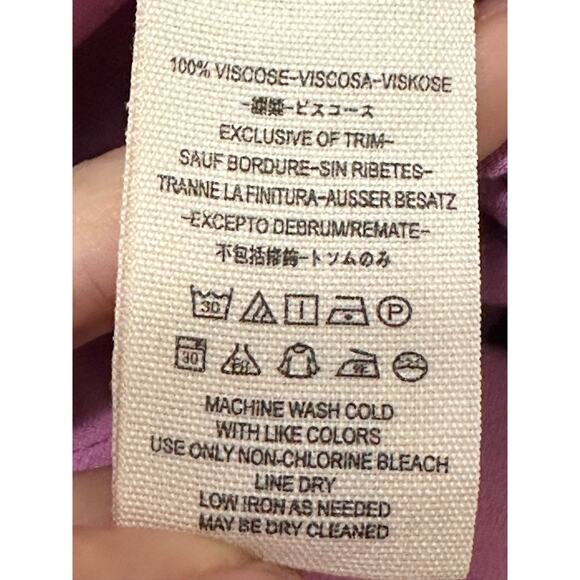 100% VISCOSE-VISCOSA-VISKOSE
-ビスコース
EXCLUSIVE OF TRIM-
SAUF BORDURE-SIN RIBETES-
TRANNE LA FINITURA-AUSSER BESATZ
-EXCEPTO DEBRUM/REMATE-
不包括修飾-トソムのみ
30 I P
30
MACHINE WASH COLD
WITH LIKE COLORS
USE ONLY NON-CHLORINE BLEACH
LINE DRY
LOW IRON AS NEEDED
MAY BE DRY CLEANED